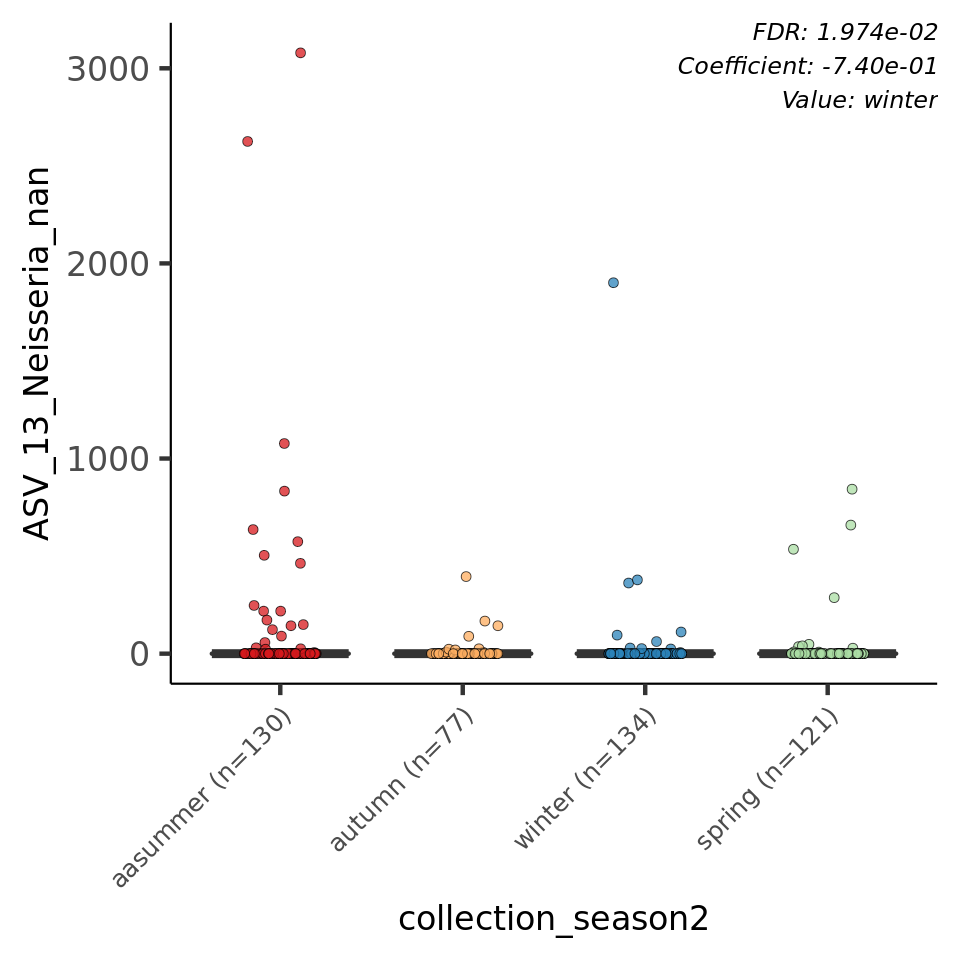 FDR: 1.974e-02
Coefficient: -7.40e-01
Value: winter
ASV_13_Neisseria_nan
3000
2000
1000
0
aasummer (n=130)
autumn (n=77)
winter (n=134)
spring (n=121)
collection_season2